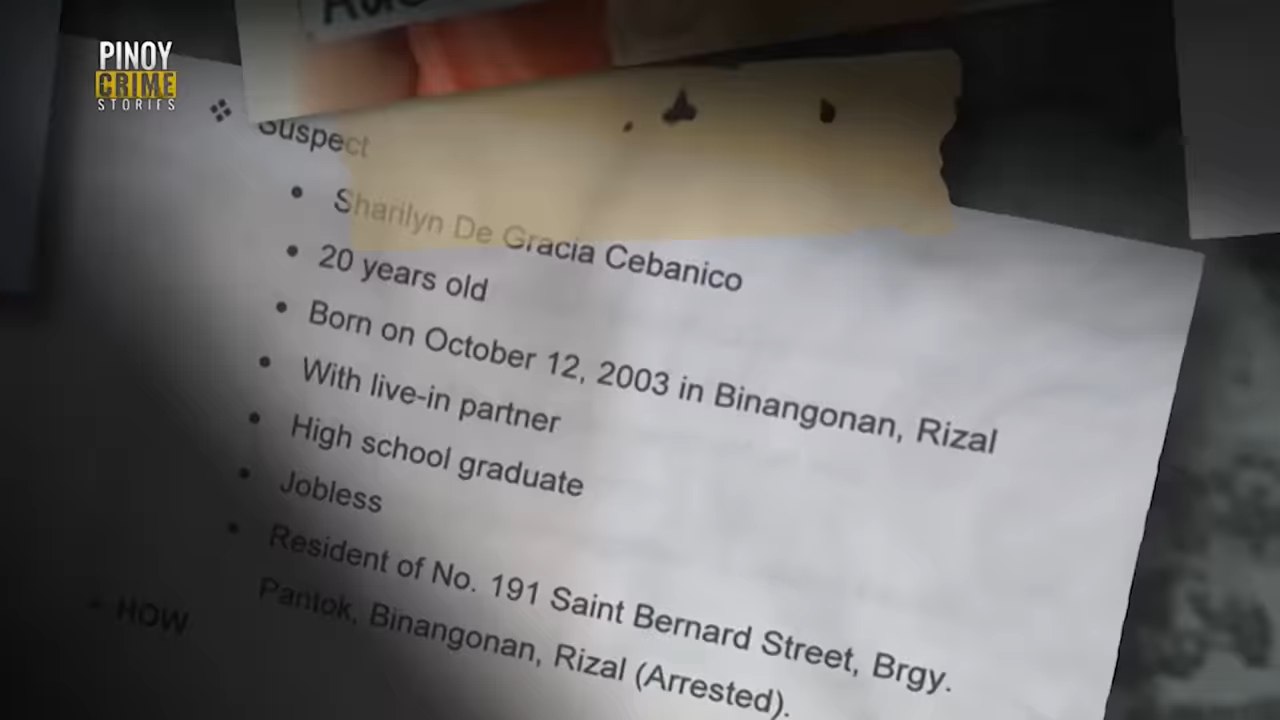 PINOY
CRIME
STORIES
Suspect
Sharilyn De Gracia Cebanico
20 years old
Born on October 12, 2003 in Binangonan, Rizal
With live-in partner
High school graduate
Jobless
Resident of No. 191 Saint Bernard Street, Brgy.
Pantok, Binangonan, Rizal (Arrested).
HOW